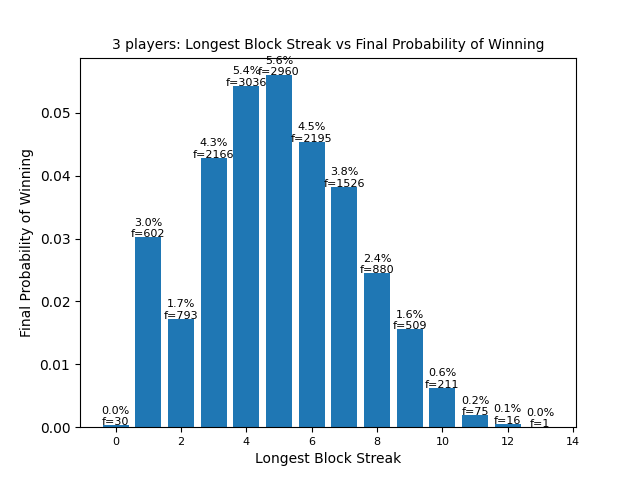 3 players: Longest Block Streak vs Final Probability of Winning
Final Probability of Winning
0.05
0.04
0.03
0.02
0.01
0.00
0.0%
f=30
3.0%
f=602
1.7%
f=793
4.3%
f=2166
5.4%
f=3036
5.6%
f=2960
4.5%
f=2195
3.8%
f=1526
2.4%
f=880
1.6%
f=509
0.6%
f=211
0.2%
f=75
0.1%
f=16
0.0%
f=1
0 2 4 6 8 10 12 14
Longest Block Streak